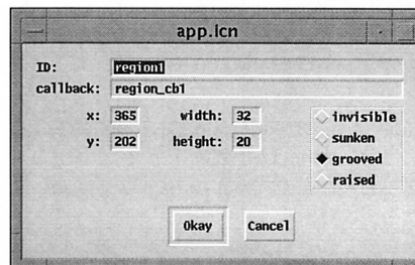 app.lcn
ID: region1
callback: region_cb1
x: 365 width: 32 invisible
y: 202 height: 20 sunken
grooved
raised
Okay Cancel